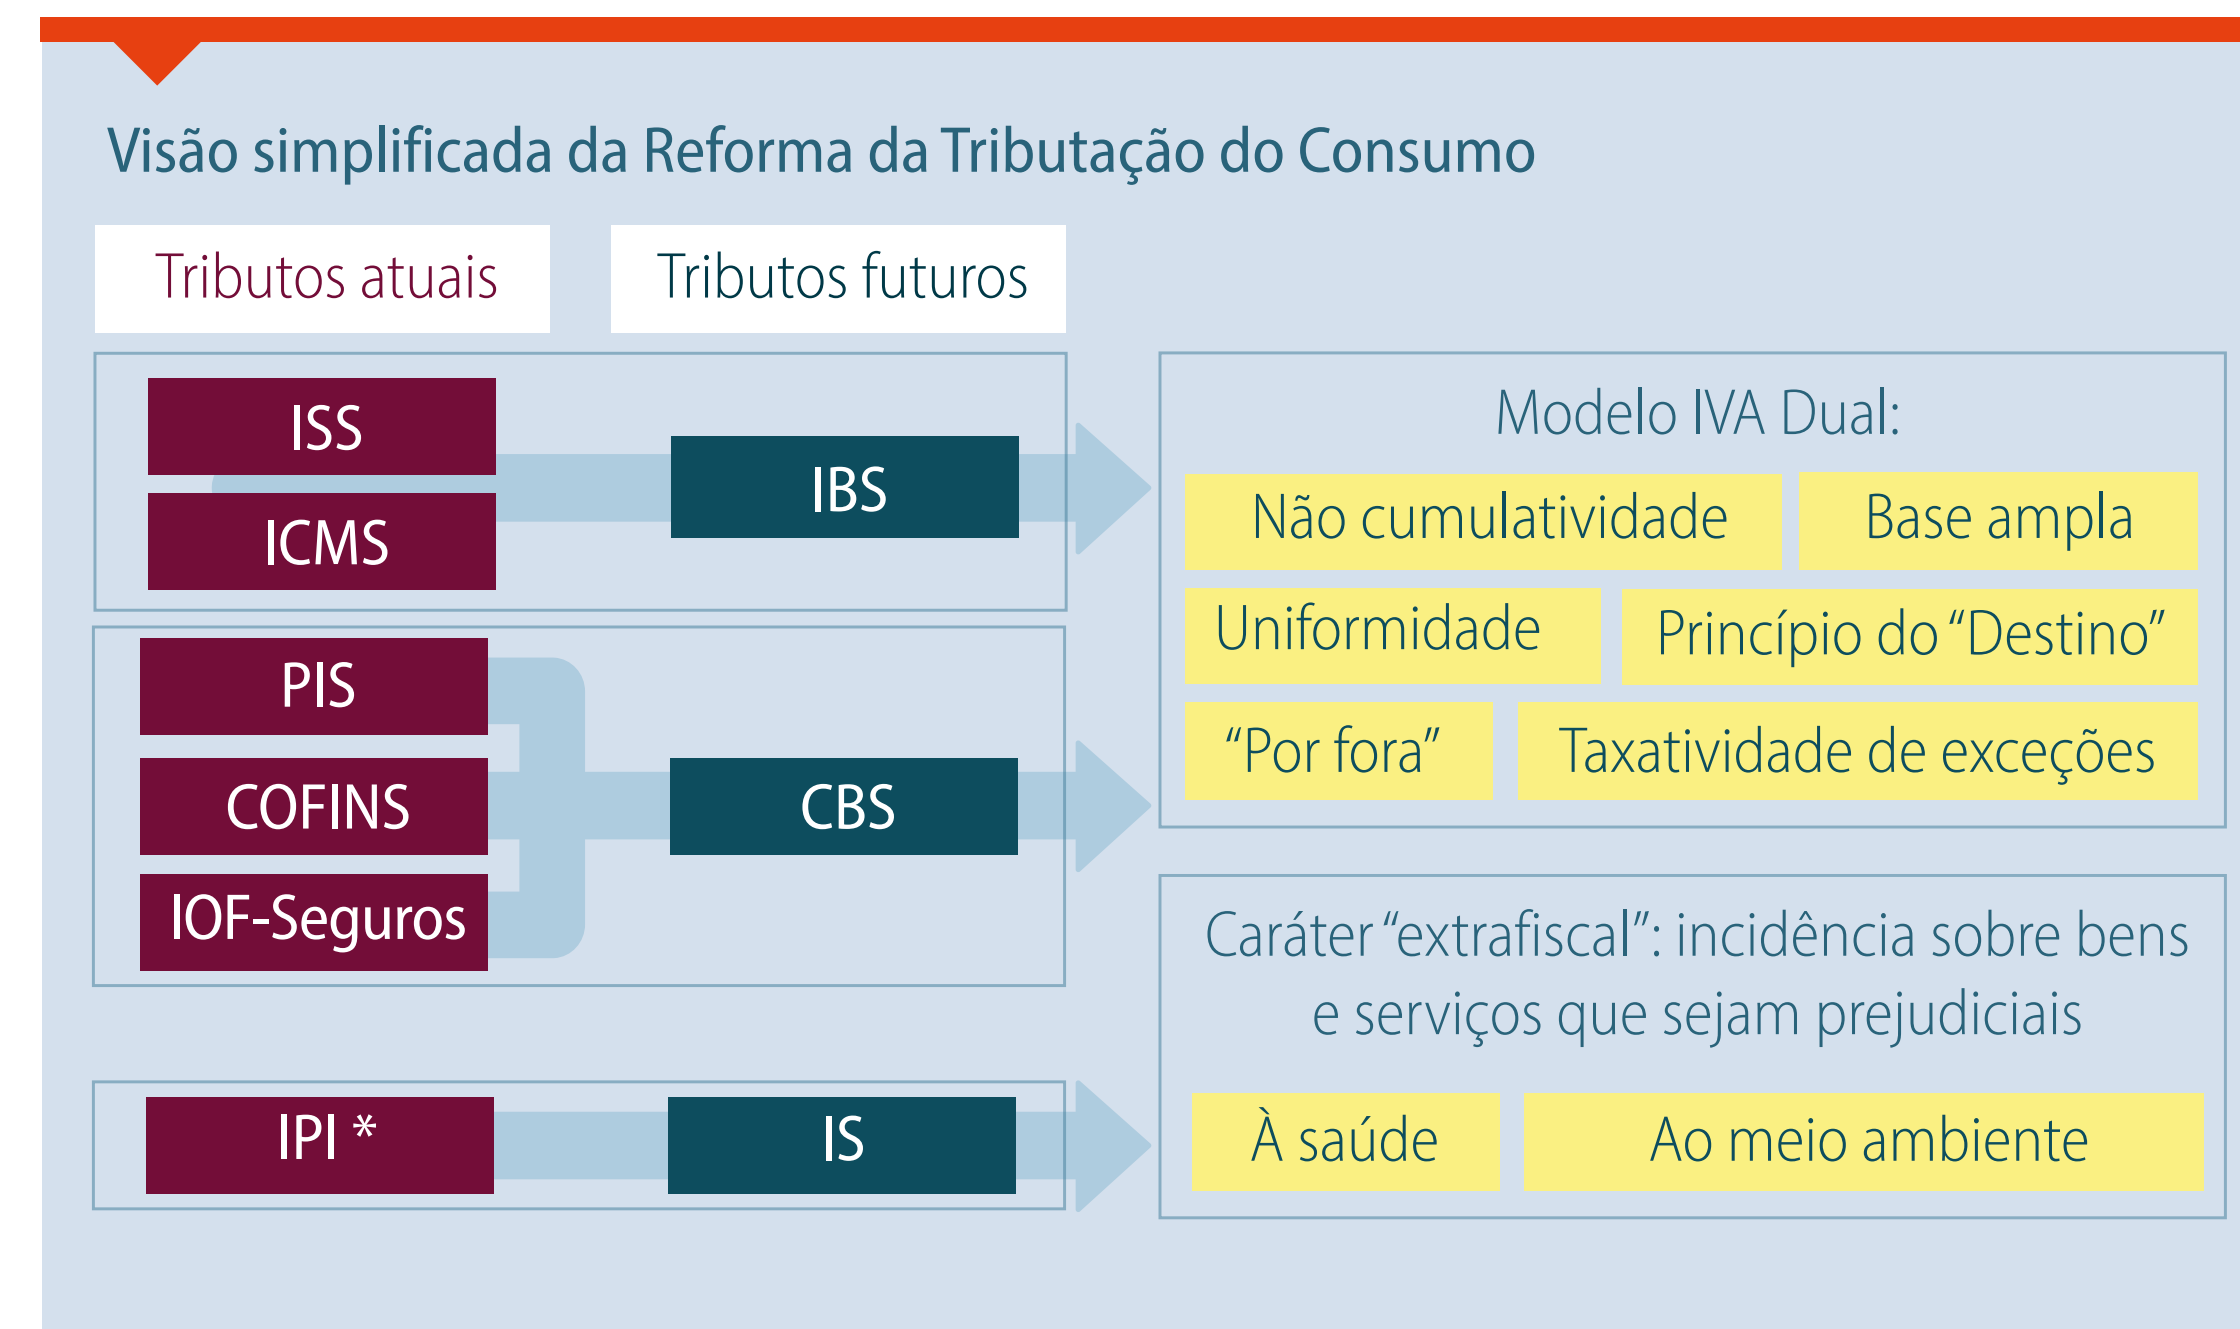 Visão simplificada da Reforma da Tributação do Consumo
Tributos atuais
Tributos futuros
ISS
ICMS
IBS
PIS
COFINS
IOF-Seguros
CBS
IPI *
IS
Modelo IVA Dual:
Não cumulatividade
Base ampla
Uniformidade
Princípio do “Destino”
“Por fora”
Taxatividade de exceções
Caráter “extrafiscal”: incidência sobre bens
e serviços que sejam prejudiciais
À saúde
Ao meio ambiente